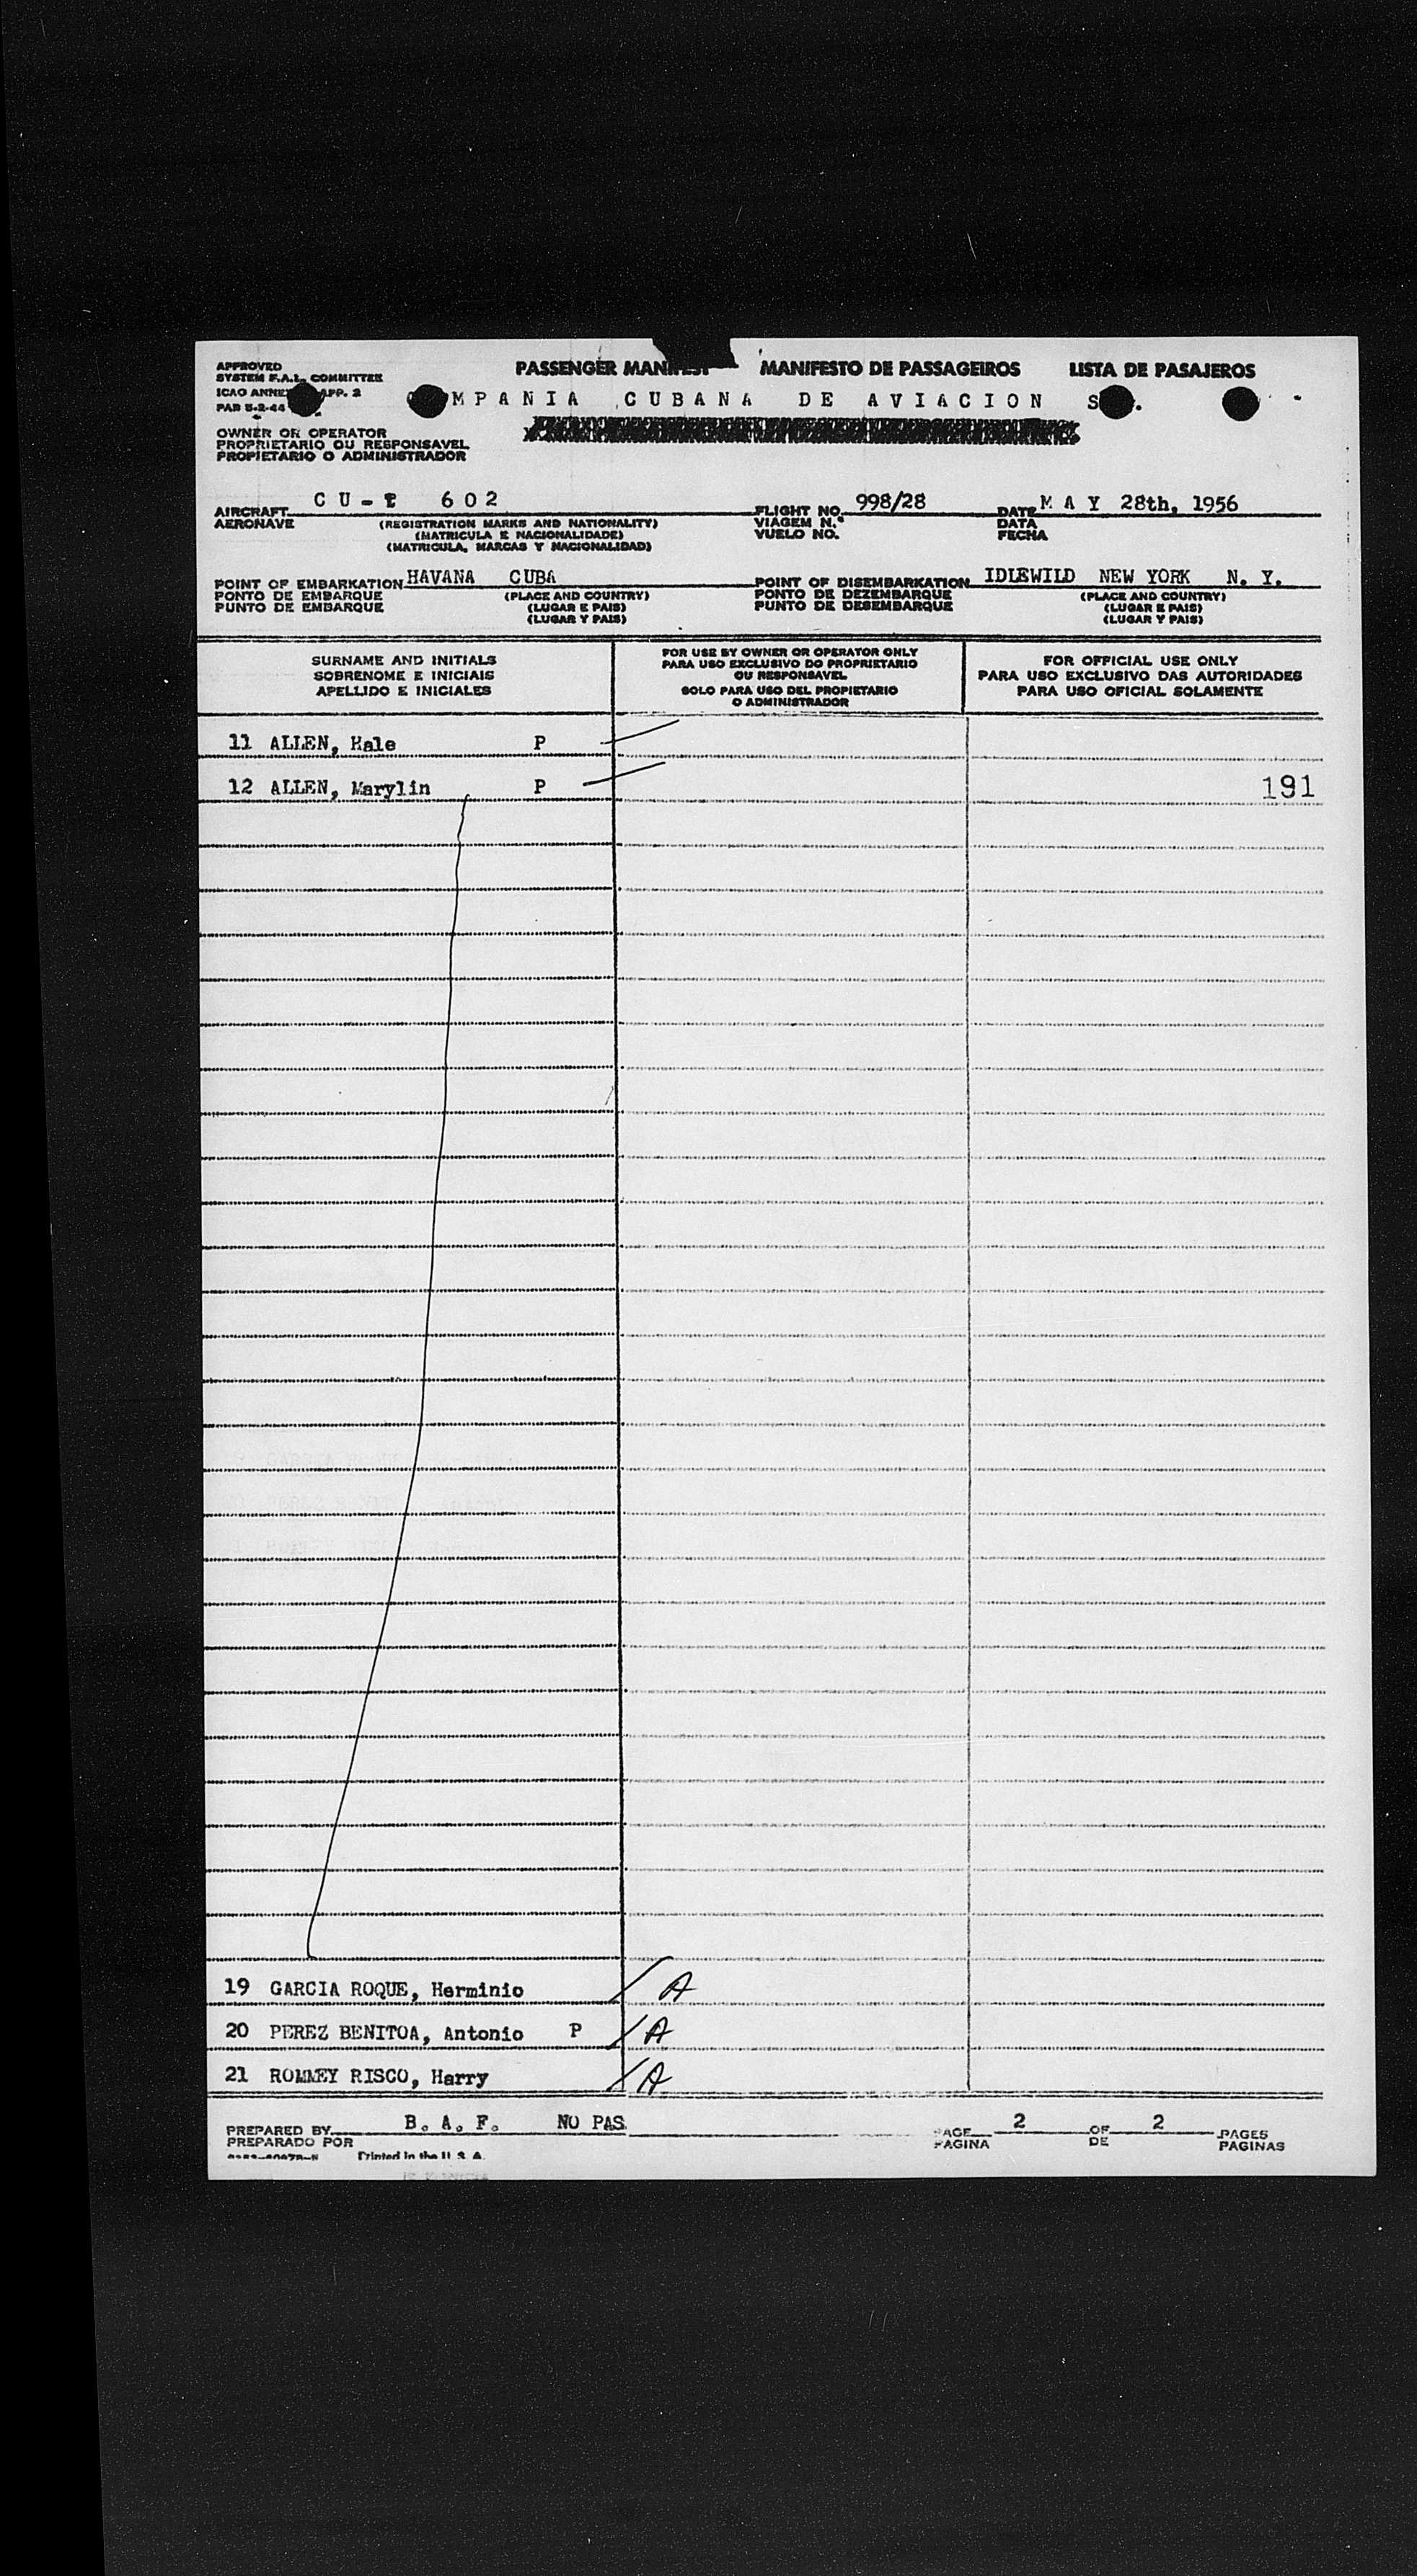 APPROVED
SYSTEM F.A.L. COMMITTEE
ICAO APP. 2
PAB 5-2-44
PASSENGER MANIFEST MANIFESTO DE PASSAGEIROS LISTA DE PASAJEROS
MPANIA CUBANA DE AVIACION S
OWNER OR OPERATOR
PROPRIETARIO OU RESPONSAVEL
PROPIETARIO O ADMINISTRADOR
AIRCRAFT CU-T 602 FLIGHT NO. 998/28 DATE MAY 28th, 1956
AERONAVE (REGISTRATION MARKS AND NATIONALITY) VIAGEM N.° DATA
(MATRICULA E NACIONALIDADE) VUELO NO. FECHA
(MATRICULA, MARCAS Y NACIONALIDAD)
POINT OF EMBARKATION HAVANA CUBA POINT OF DISEMBARKATION IDLEWILD NEW YORK N. Y.
PONTO DE EMBARQUE (PLACE AND COUNTRY) PONTO DE DEZEMBARQUE (PLACE AND COUNTRY)
PUNTO DE EMBARQUE (LUGAR E PAIS) PUNTO DE DESEMBARQUE (LUGAR E PAIS)
(LUGAR Y PAIS) (LUGAR Y PAIS)
SURNAME AND INITIALS
SOBRENOME E INICIAIS
APELLIDO E INICIALES
FOR USE BY OWNER OR OPERATOR ONLY
PARA USO EXCLUSIVO DO PROPRIETARIO
OU RESPONSAVEL
SOLO PARA USO DEL PROPIETARIO
O ADMINISTRADOR
FOR OFFICIAL USE ONLY
PARA USO EXCLUSIVO DAS AUTORIDADES
PARA USO OFICIAL SOLAMENTE
11 ALLEN, Hale P
12 ALLEN, Marylin P 191
19 GARCIA ROQUE, Herminio A
20 PEREZ BENITOA, Antonio P A
21 ROMNEY RISCO, Harry A
PREPARED BY B. A. F. NO PAS. PAGE 2 OF 2 PAGES
PREPARADO POR PAGINA DE PAGINAS
Printed in the U. S. A.